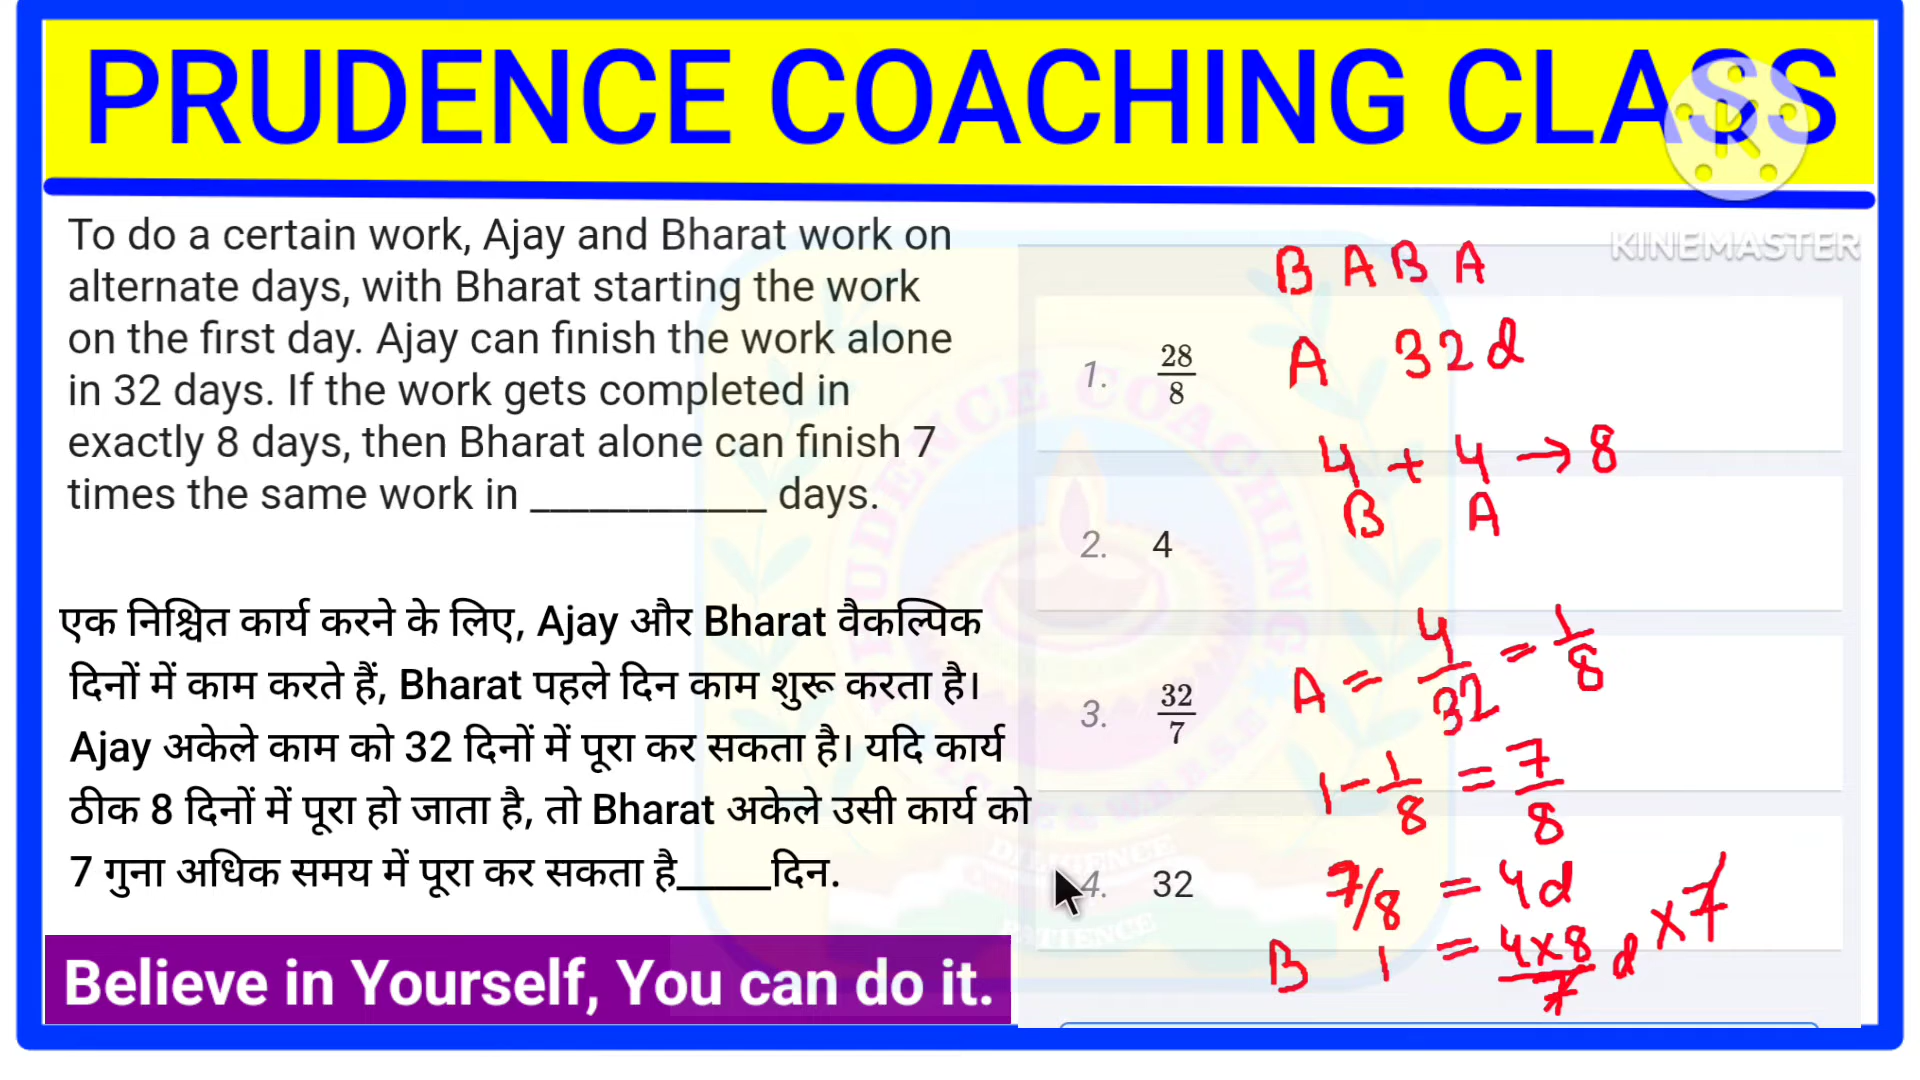 PRUDENCE COACHING CLASS
KINEMASTER
To do a certain work, Ajay and Bharat work on
alternate days, with Bharat starting the work
on the first day. Ajay can finish the work alone
in 32 days. If the work gets completed in
exactly 8 days, then Bharat alone can finish 7
times the same work in ____________ days.
एक निश्चित कार्य करने के लिए, Ajay और Bharat वैकल्पिक
दिनों में काम करते हैं, Bharat पहले दिन काम शुरू करता है।
Ajay अकेले काम को 32 दिनों में पूरा कर सकता है। यदि कार्य
ठीक 8 दिनों में पूरा हो जाता है, तो Bharat अकेले उसी कार्य को
7 गुना अधिक समय में पूरा कर सकता है_____दिन.
Believe in Yourself, You can do it.
1. 28/8
2. 4
3. 32/7
4. 32
B A B A
A 32d
4 + 4 → 8
B A
A = 4/32 = 1/8
1 - 1/8 = 7/8
7/8 = 4d
B 1 = 4×8/7 d × 7
PRUDENCE COACHING
DILIGENCE
PATIENCE